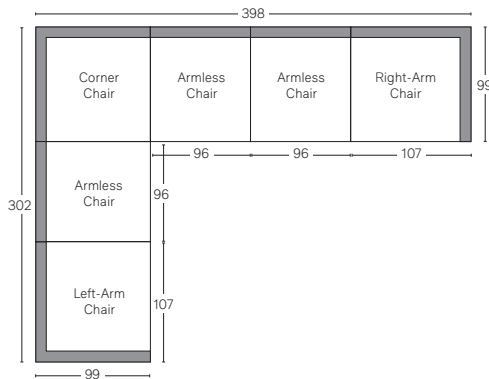 398
Corner
Chair
Armless
Chair
Armless
Chair
Right-Arm
Chair
99
96
96
107
Armless
Chair
96
302
Left-Arm
Chair
107
99